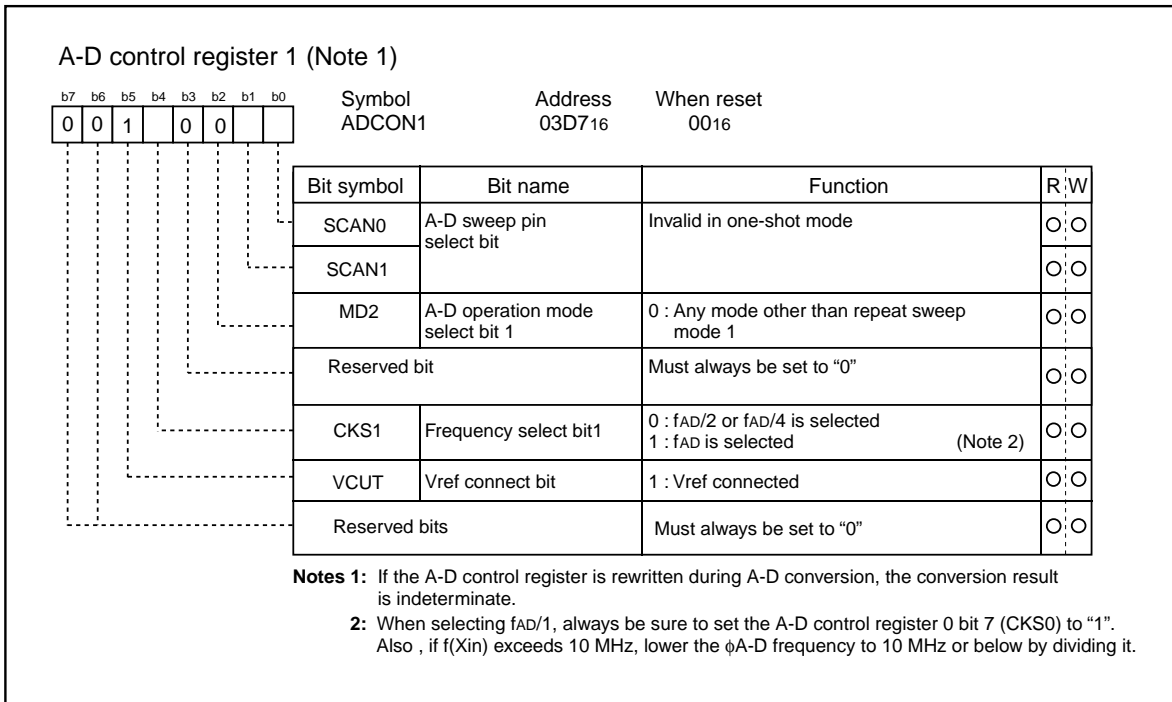 A-D control register 1 (Note 1)
b7 b6 b5 b4 b3 b2 b1 b0
0 0 1 0 0
Symbol Address When reset
ADCON1 03D716 0016
Bit symbol Bit name Function R W
SCAN0 A-D sweep pin select bit Invalid in one-shot mode O O
SCAN1 O O
MD2 A-D operation mode select bit 1 0 : Any mode other than repeat sweep mode 1 O O
Reserved bit Must always be set to “0” O O
CKS1 Frequency select bit1 0 : fAD/2 or fAD/4 is selected
1 : fAD is selected (Note 2) O O
VCUT Vref connect bit 1 : Vref connected O O
Reserved bits Must always be set to “0” O O
Notes 1: If the A-D control register is rewritten during A-D conversion, the conversion result
is indeterminate.
2: When selecting fAD/1, always be sure to set the A-D control register 0 bit 7 (CKS0) to “1”.
Also , if f(Xin) exceeds 10 MHz, lower the ϕA-D frequency to 10 MHz or below by dividing it.